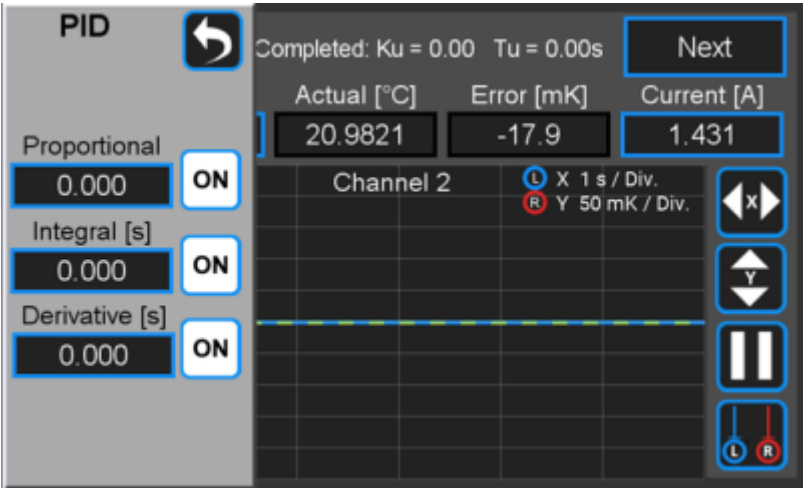 PID
Completed: Ku = 0.00 Tu = 0.00s
Next
Actual [°C] Error [mK] Current [A]
20.9821 -17.9 1.431
Proportional
0.000 ON
Integral [s]
0.000 ON
Derivative [s]
0.000 ON
Channel 2
L X 1 s / Div.
R Y 50 mK / Div.
X
Y
L R